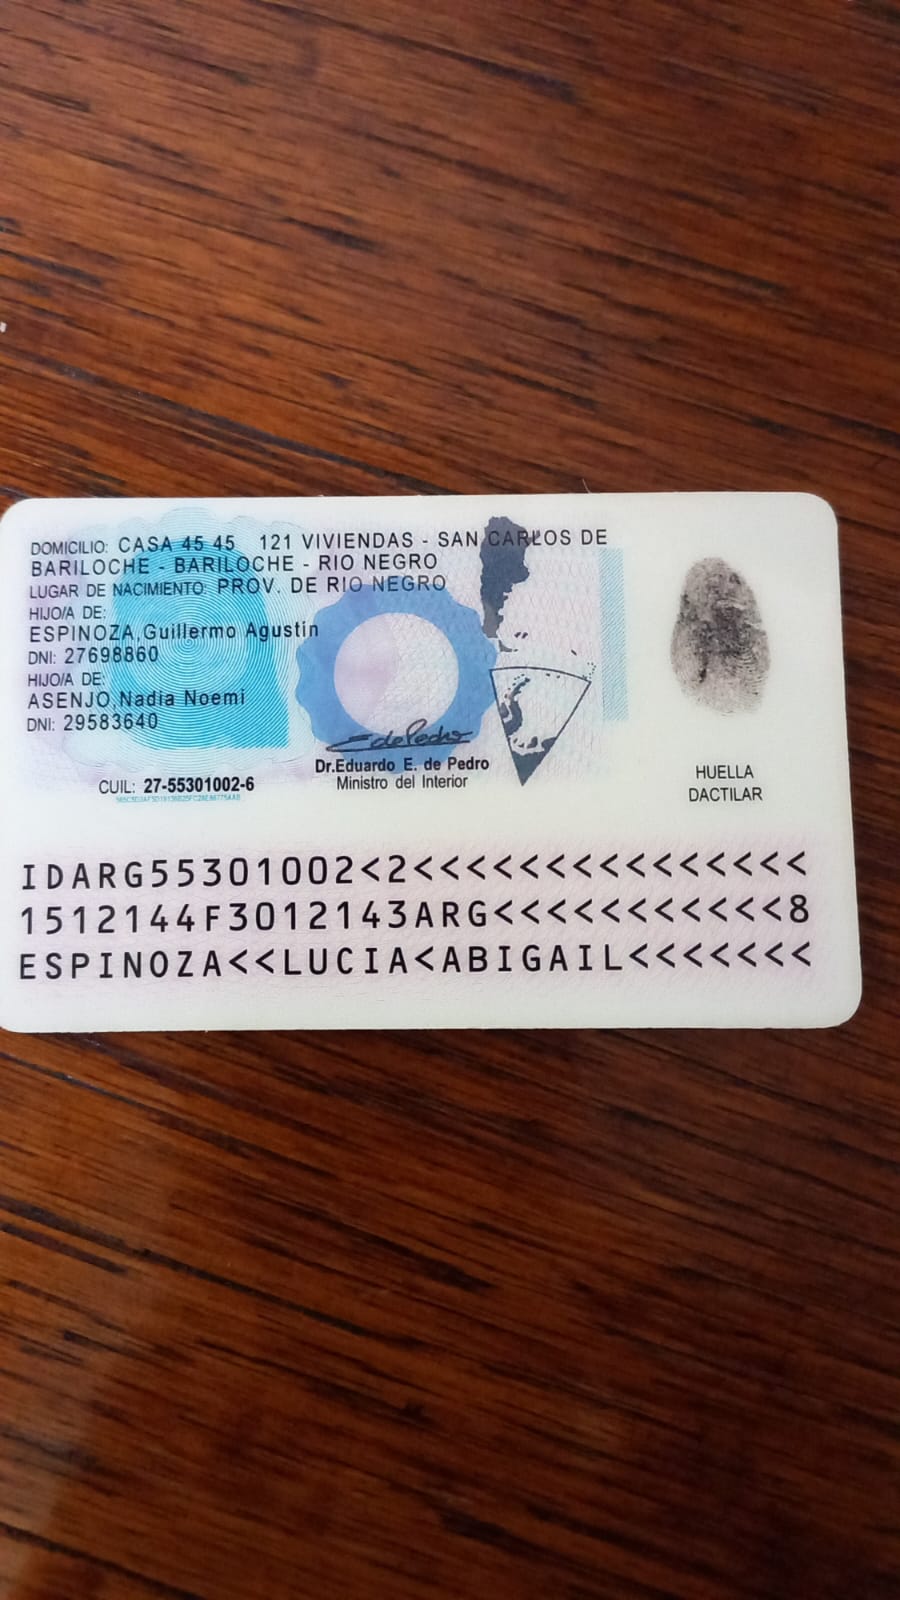 DOMICILIO: CASA 45 45 121 VIVIENDAS - SAN CARLOS DE
BARILOCHE - BARILOCHE - RIO NEGRO
LUGAR DE NACIMIENTO: PROV. DE RIO NEGRO
HIJO/A DE:
ESPINOZA,Guillermo Agustin
DNI: 27698860
HIJO/A DE:
ASENJO,Nadia Noemi
DNI: 29583640
CUIL: 27-55301002-6
Dr.Eduardo E. de Pedro
Ministro del Interior
HUELLA
DACTILAR
IDARG55301002<2<<<<<<<<<<<<<<<
1512144F3012143ARG<<<<<<<<<<<8
ESPINOZA<<LUCIA<ABIGAIL<<<<<<<